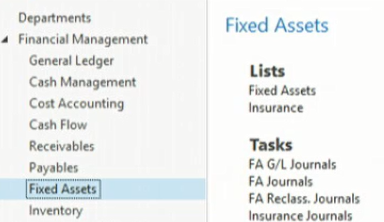 Departments
Financial Management
General Ledger
Cash Management
Cost Accounting
Cash Flow
Receivables
Payables
Fixed Assets
Inventory
Fixed Assets
Lists
Fixed Assets
Insurance
Tasks
FA G/L Journals
FA Journals
FA Reclass. Journals
Insurance Journals